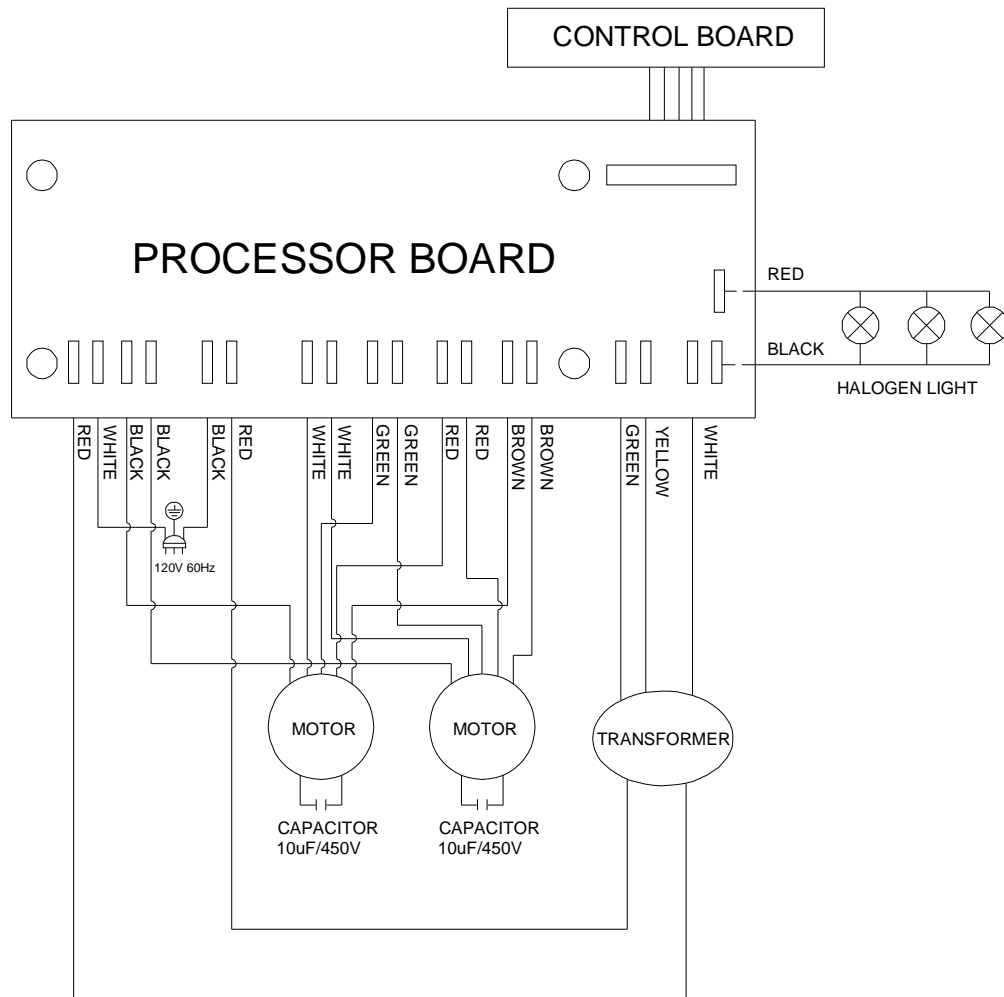 CONTROL BOARD
PROCESSOR BOARD
RED
BLACK
HALOGEN LIGHT
RED
WHITE
BLACK
BLACK
BLACK
RED
WHITE
WHITE
GREEN
GREEN
RED
RED
BROWN
BROWN
GREEN
YELLOW
WHITE
120V 60Hz
MOTOR
MOTOR
TRANSFORMER
CAPACITOR
10uF/450V
CAPACITOR
10uF/450V